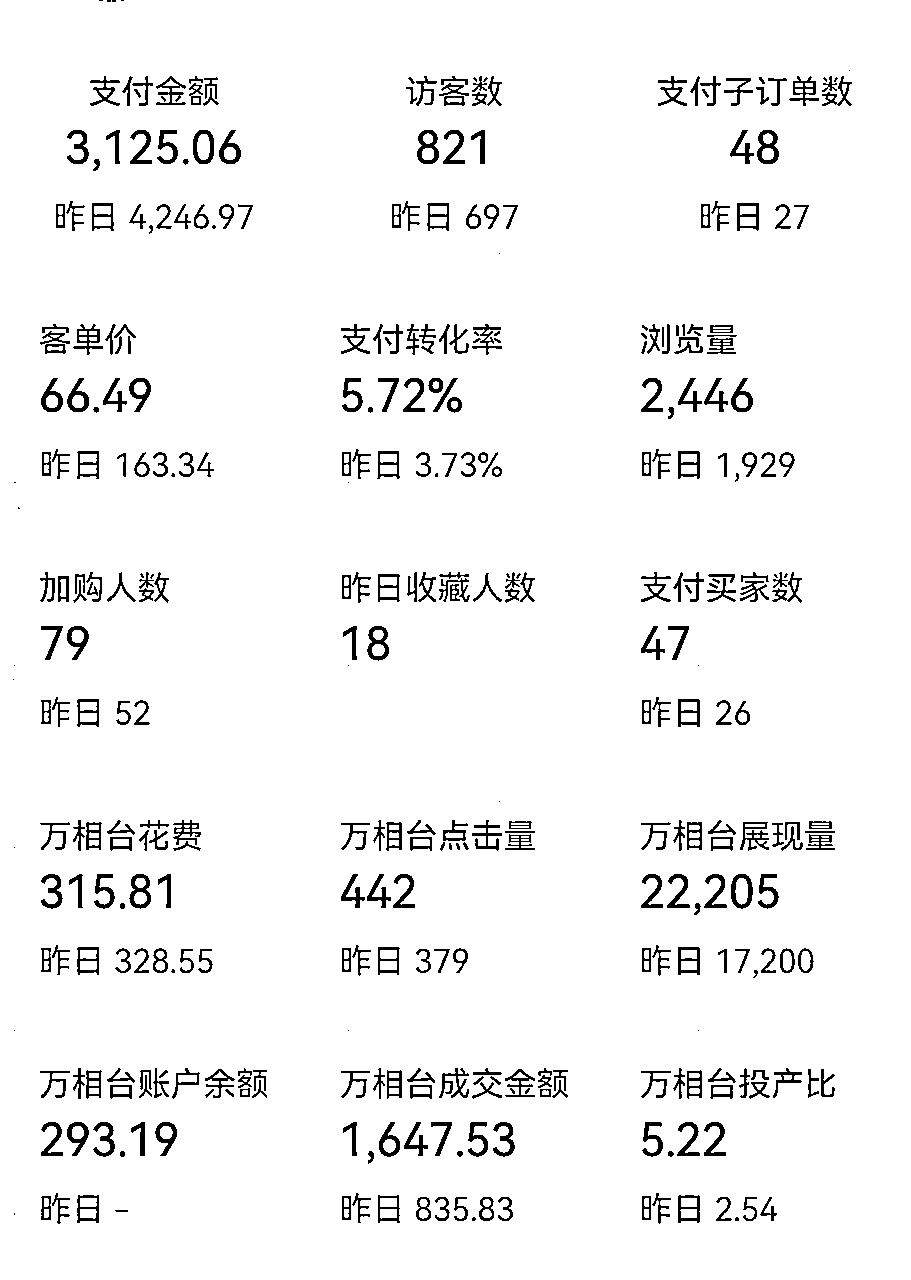 支付金额 访客数 支付子订单数
3,125.06 821 48
昨日 4,246.97 昨日 697 昨日 27
客单价 支付转化率 浏览量
66.49 5.72% 2,446
昨日 163.34 昨日 3.73% 昨日 1,929
加购人数 昨日收藏人数 支付买家数
79 18 47
昨日 52 昨日 26
万相台花费 万相台点击量 万相台展现量
315.81 442 22,205
昨日 328.55 昨日 379 昨日 17,200
万相台账户余额 万相台成交金额 万相台投产比
293.19 1,647.53 5.22
昨日 - 昨日 835.83 昨日 2.54